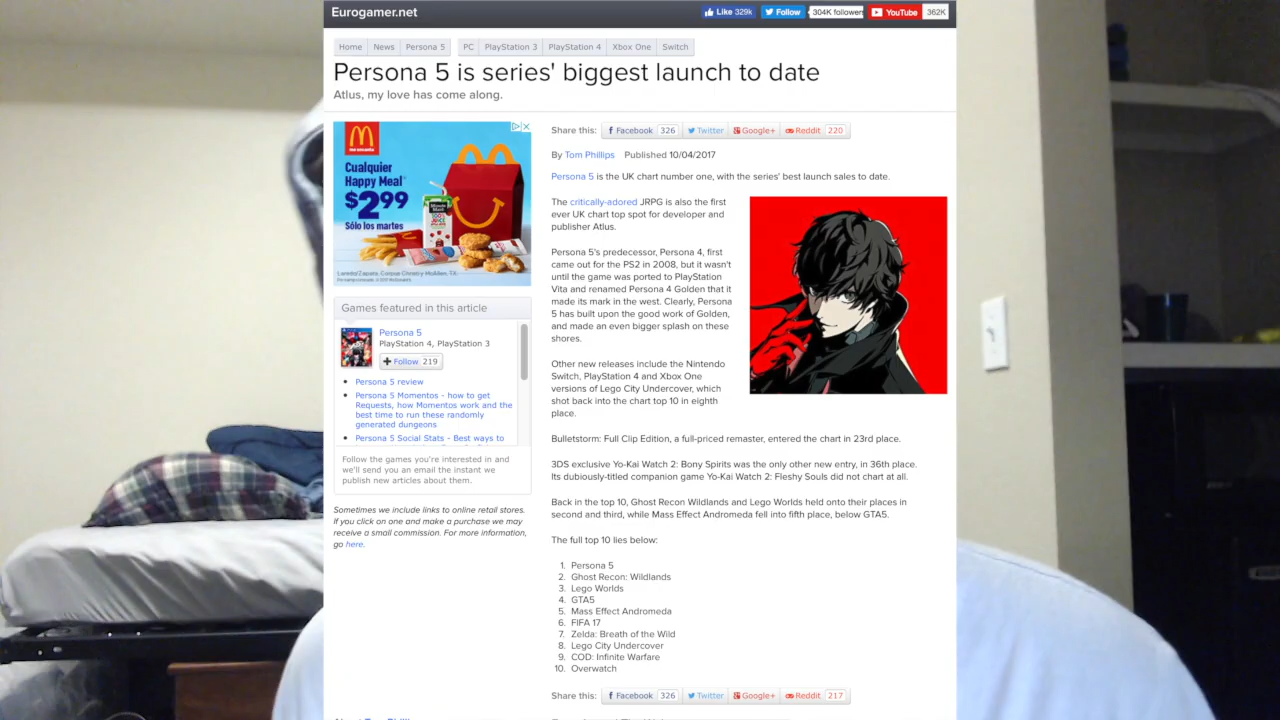 Eurogamer.net
Like 329k
Follow
304K follower
YouTube
362K
Home
News
Persona 5
PC
PlayStation 3
PlayStation 4
Xbox One
Switch
Persona 5 is series' biggest launch to date
Atlus, my love has come along.
Cualquier
Happy Meal
$2.99
Sólo los martes
Minute Maid
Laredo/Zapata, Corpus Christi y McAllen, TX.
Games featured in this article
Persona 5
PlayStation 4, PlayStation 3
Follow 219
Persona 5 review
Persona 5 Momentos - how to get
Requests, how Momentos work and the
best time to run these randomly
generated dungeons
Persona 5 Social Stats - Best ways to
Follow the games you're interested in and
we'll send you an email the instant we
publish new articles about them.
Sometimes we include links to online retail stores.
If you click on one and make a purchase we may
receive a small commission. For more information,
go here.
Share this:
Facebook 326
Twitter
Google+
Reddit 220
By Tom Phillips Published 10/04/2017
Persona 5 is the UK chart number one, with the series' best launch sales to date.
The critically-adored JRPG is also the first
ever UK chart top spot for developer and
publisher Atlus.
Persona 5's predecessor, Persona 4, first
came out for the PS2 in 2008, but it wasn't
until the game was ported to PlayStation
Vita and renamed Persona 4 Golden that it
made its mark in the west. Clearly, Persona
5 has built upon the good work of Golden,
and made an even bigger splash on these
shores.
Other new releases include the Nintendo
Switch, PlayStation 4 and Xbox One
versions of Lego City Undercover, which
shot back into the chart top 10 in eighth
place.
Bulletstorm: Full Clip Edition, a full-priced remaster, entered the chart in 23rd place.
3DS exclusive Yo-Kai Watch 2: Bony Spirits was the only other new entry, in 36th place.
Its dubiously-titled companion game Yo-Kai Watch 2: Fleshy Souls did not chart at all.
Back in the top 10, Ghost Recon Wildlands and Lego Worlds held onto their places in
second and third, while Mass Effect Andromeda fell into fifth place, below GTA5.
The full top 10 lies below:
1. Persona 5
2. Ghost Recon: Wildlands
3. Lego Worlds
4. GTA5
5. Mass Effect Andromeda
6. FIFA 17
7. Zelda: Breath of the Wild
8. Lego City Undercover
9. COD: Infinite Warfare
10. Overwatch
Share this:
Facebook 326
Twitter
Google+
Reddit 217